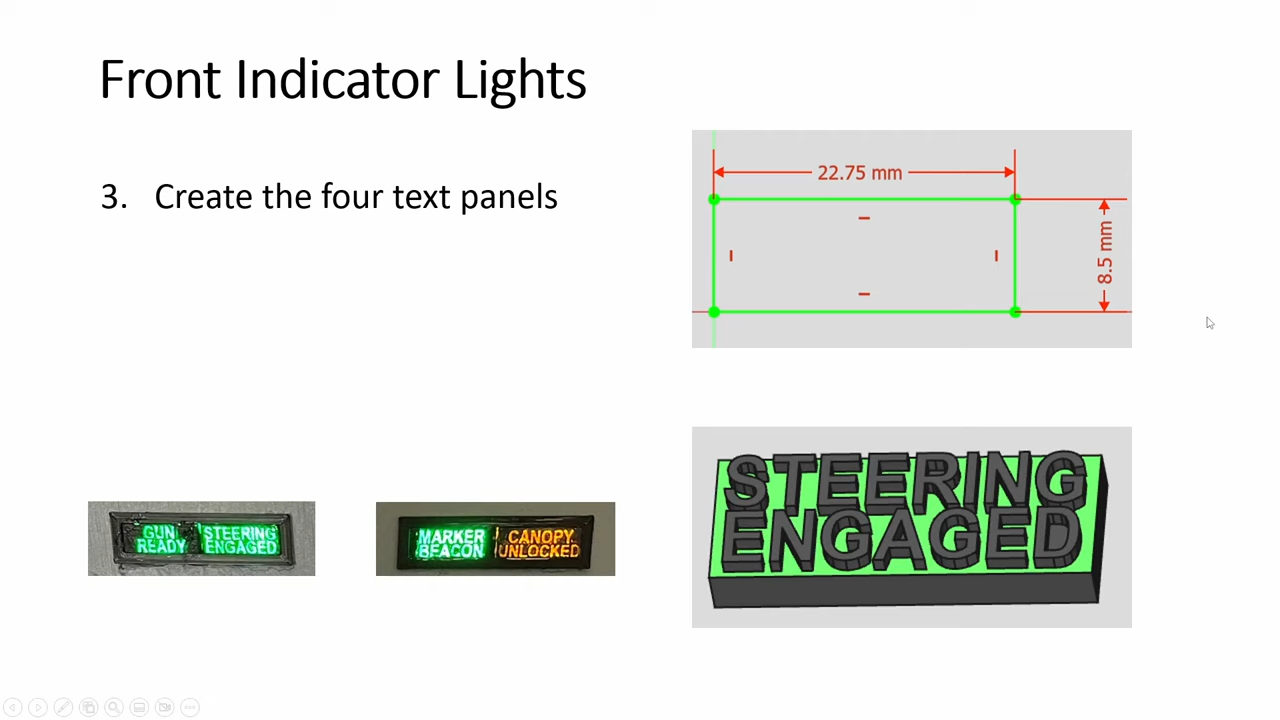 Front Indicator Lights
3. Create the four text panels
22.75 mm
8.5 mm
GUN
READY
STEERING
ENGAGED
MARKER
BEACON
CANOPY
UNLOCKED
STEERING
ENGAGED